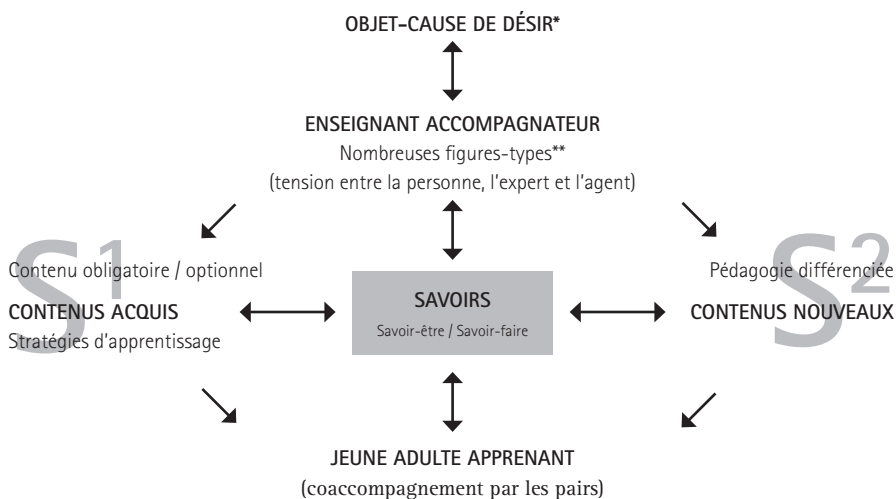 OBJET-CAUSE DE DÉSIR*
ENSEIGNANT ACCOMPAGNATEUR
Nombreuses figures-types**
(tension entre la personne, l'expert et l'agent)
S1
Contenu obligatoire / optionnel
CONTENUS ACQUIS
Stratégies d'apprentissage
SAVOIRS
Savoir-être / Savoir-faire
S2
Pédagogie différenciée
CONTENUS NOUVEAUX
JEUNE ADULTE APPRENANT
(coaccompagnement par les pairs)